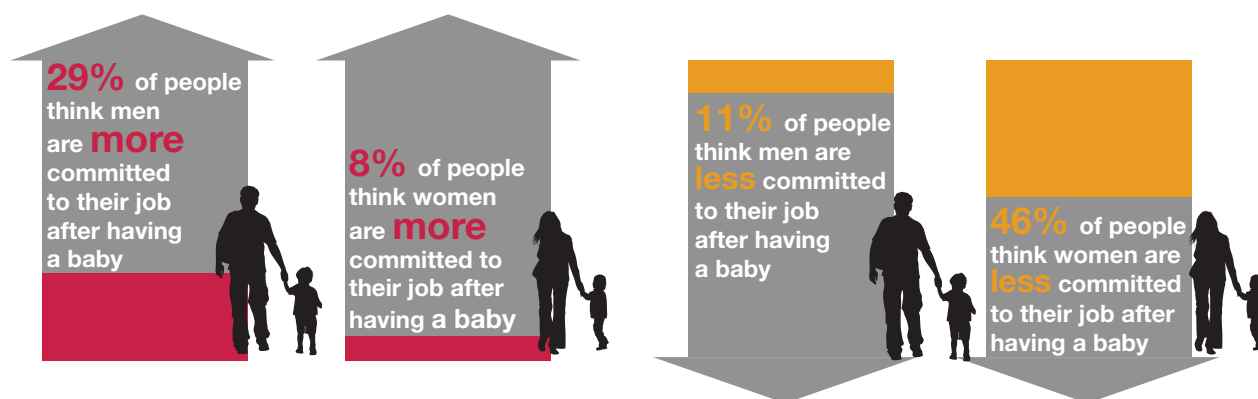 29% of people
think men
are more
committed
to their job
after having
a baby
8% of people
think women
are more
committed to
their job after
having a baby
11% of people
think men are
less committed
to their job
after having
a baby
46% of people
think women are
less committed
to their job after
having a baby